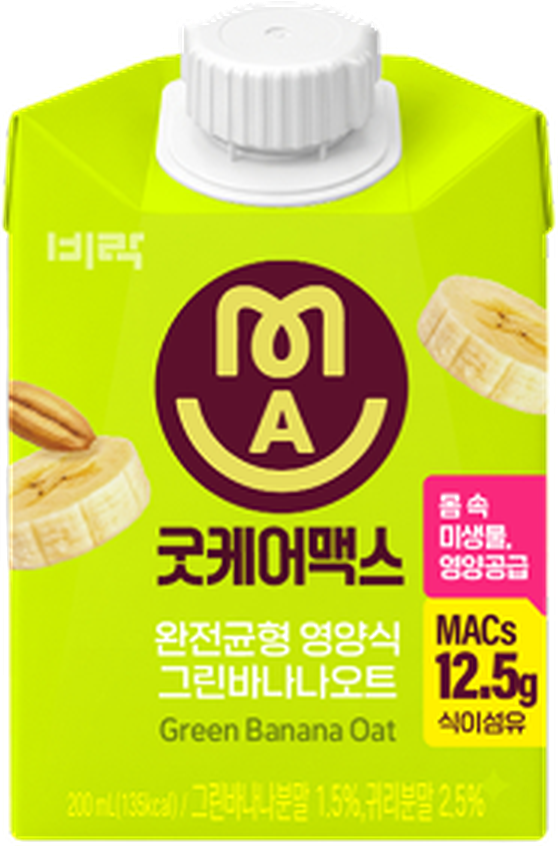 비락
MA
굿케어맥스
몸 속
미생물,
영양공급
완전균형 영양식
그린바나나오트
Green Banana Oat
MACs
12.5g
식이섬유
200 mL(135kcal) / 그린바나나분말 1.5%,귀리분말 2.5%